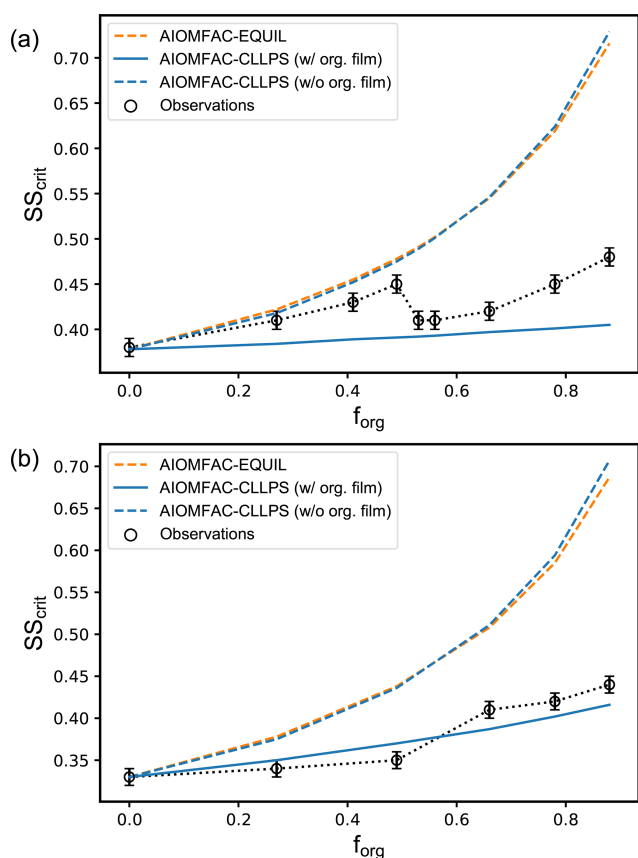 (a)
AIOMFAC-EQUIL
AIOMFAC-CLLPS (w/ org. film)
AIOMFAC-CLLPS (w/o org. film)
Observations
0.70
0.65
0.60
0.55
0.50
0.45
0.40
SScrit
0.0 0.2 0.4 0.6 0.8
forg
(b)
AIOMFAC-EQUIL
AIOMFAC-CLLPS (w/ org. film)
AIOMFAC-CLLPS (w/o org. film)
Observations
0.70
0.65
0.60
0.55
0.50
0.45
0.40
0.35
SScrit
0.0 0.2 0.4 0.6 0.8
forg